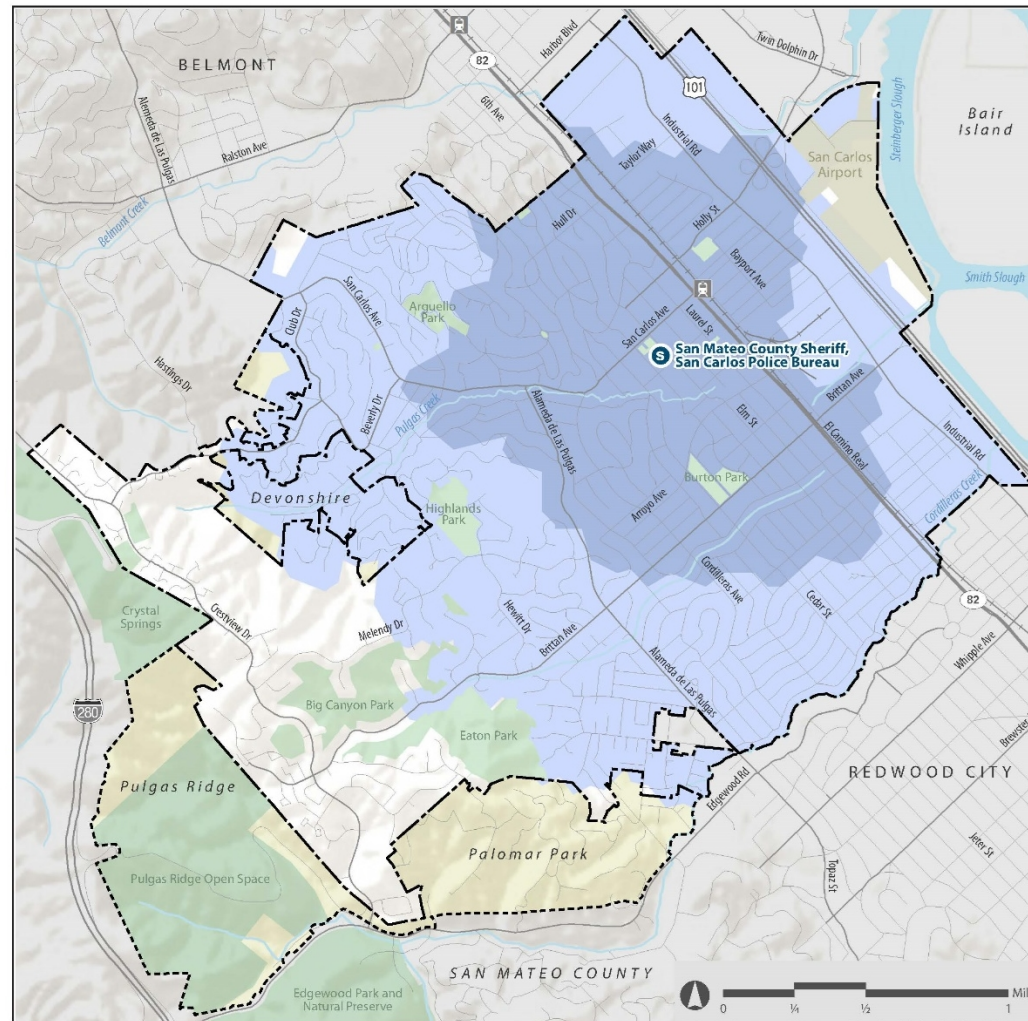 BELMONT
82
Harbor Blvd
Twin Dolphin Dr
6th Ave
101
Industrial Rd
Steinberger Slough
Bair
Island
Alameda de Las Pulgas
Ralston Ave
Taylor Way
San Carlos
Airport
Belmont Creek
Hull Dr
Holly St
Bayport Ave
Smith Slough
San Carlos Ave
Club Dr
Arguello
Park
San Carlos Ave
Laurel St
S
San Mateo County Sheriff,
San Carlos Police Bureau
Hastings Dr
Beverly Dr
Pulgas Creek
Alameda de Las Pulgas
Elm St
Brittan Ave
El Camino Real
Industrial Rd
Devonshire
Highlands
Park
Burton Park
Arroyo Ave
Cordilleras Creek
Crystal
Springs
Crestview Dr
Melendy Dr
Hewitt Dr
Brittan Ave
Cordilleras Ave
Cedar St
82
Whipple Ave
280
Big Canyon Park
Eaton Park
Alameda de Las Pulgas
Brewster
Pulgas Ridge
Edgewood Rd
REDWOOD CITY
Palomar Park
Jeter St
Pulgas Ridge Open Space
Topaz St
SAN MATEO COUNTY
Edgewood Park and
Natural Preserve
0 ¼ ½ 1
Mil